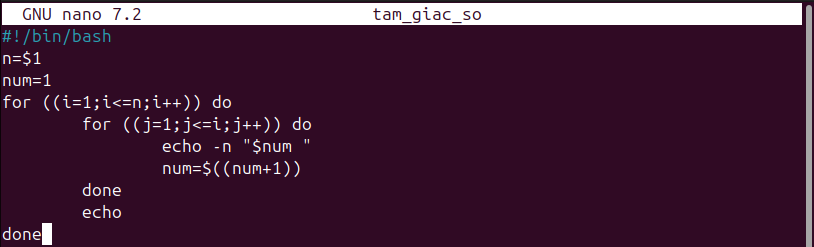 GNU nano 7.2 tam_giac_so
#!/bin/bash
n=$1
num=1
for ((i=1;i<=n;i++)) do
        for ((j=1;j<=i;j++)) do
                echo -n "$num "
                num=$((num+1))
        done
        echo
done